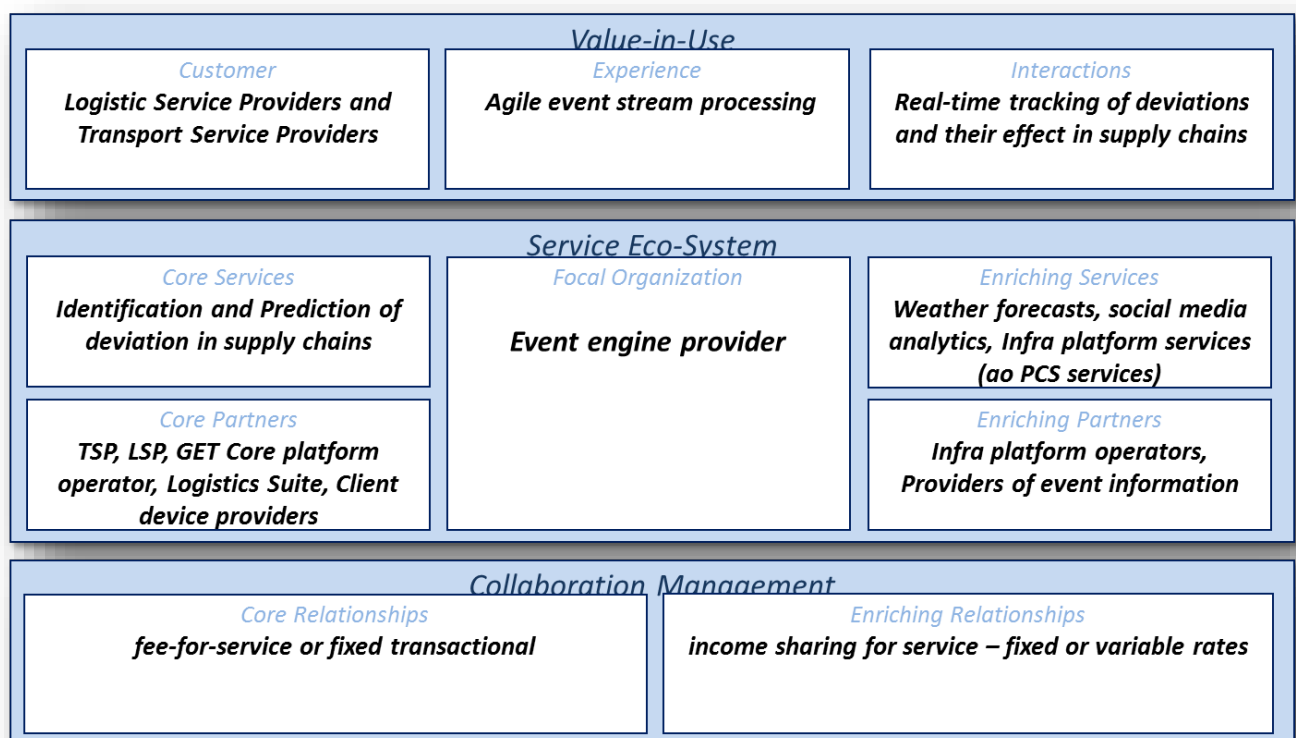 Value-in-Use
Customer
Logistic Service Providers and
Transport Service Providers
Experience
Agile event stream processing
Interactions
Real-time tracking of deviations
and their effect in supply chains
Service Eco-System
Core Services
Identification and Prediction of
deviation in supply chains
Focal Organization
Event engine provider
Enriching Services
Weather forecasts, social media
analytics, Infra platform services
(ao PCS services)
Core Partners
TSP, LSP, GET Core platform
operator, Logistics Suite, Client
device providers
Enriching Partners
Infra platform operators,
Providers of event information
Collaboration Management
Core Relationships
fee-for-service or fixed transactional
Enriching Relationships
income sharing for service – fixed or variable rates